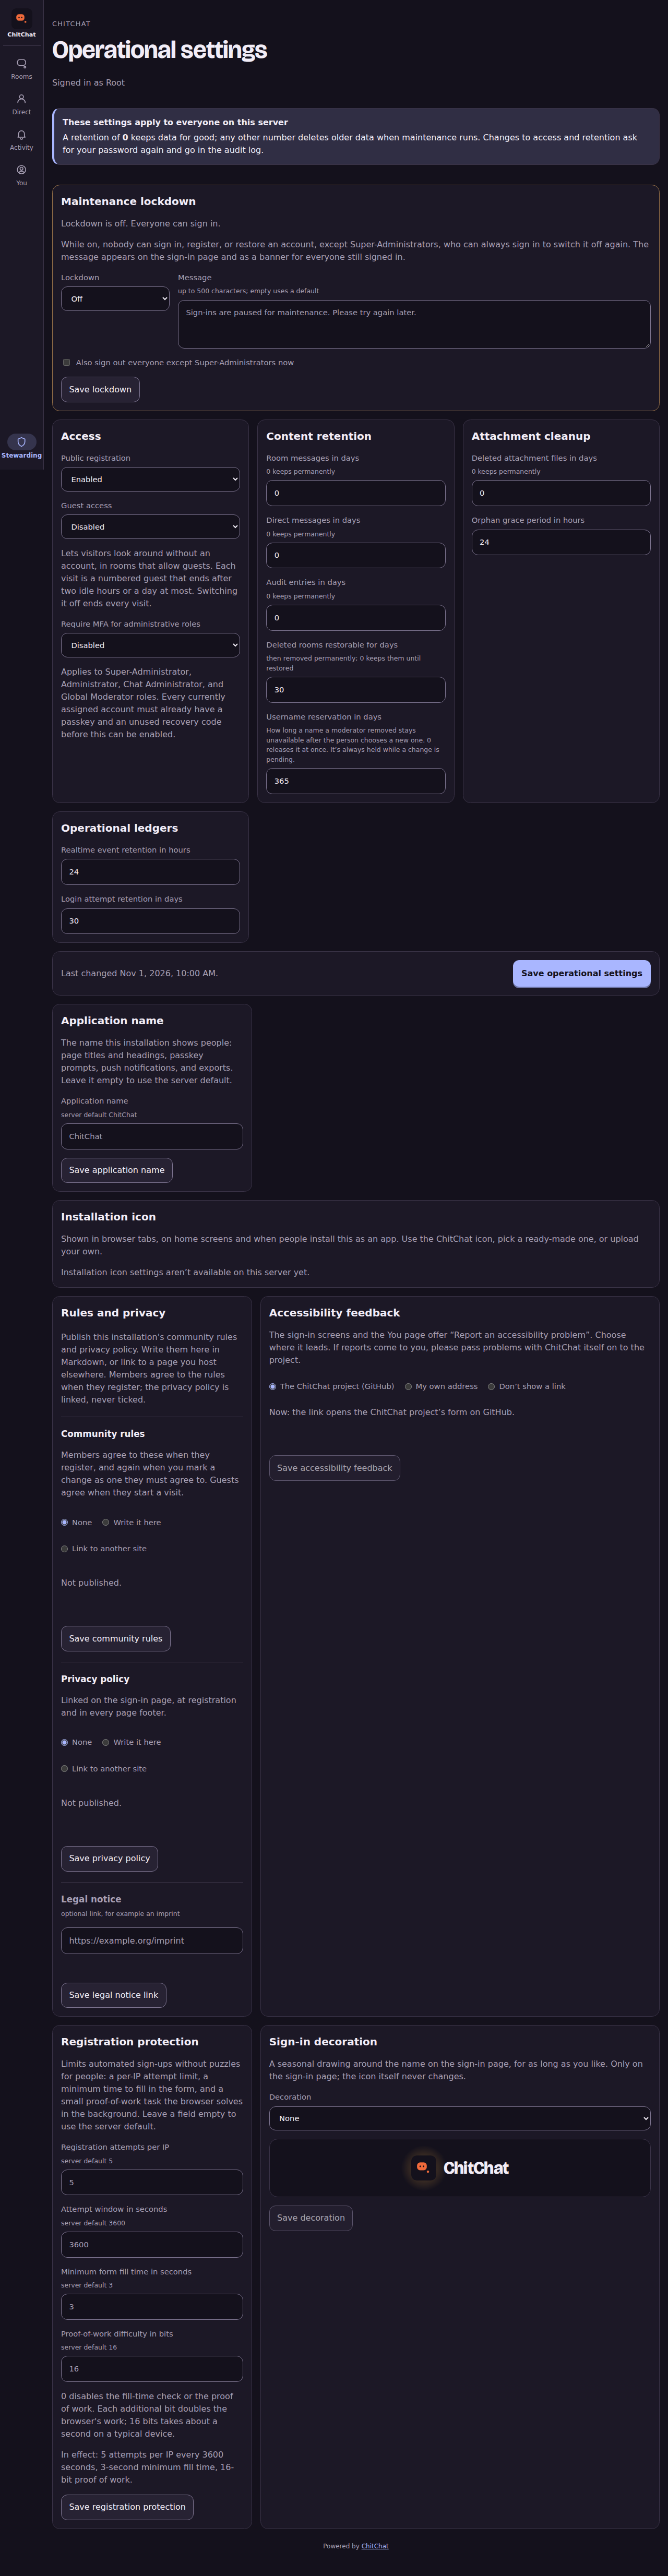 ChitChat
Rooms
Direct
Activity
You
Stewarding
CHITCHAT
Operational settings
Signed in as Root
These settings apply to everyone on this server
A retention of 0 keeps data for good; any other number deletes older data when maintenance runs. Changes to access and retention ask
for your password again and go in the audit log.
Maintenance lockdown
Lockdown is off. Everyone can sign in.
While on, nobody can sign in, register, or restore an account, except Super-Administrators, who can always sign in to switch it off again. The
message appears on the sign-in page and as a banner for everyone still signed in.
Lockdown
Off
Message
up to 500 characters; empty uses a default
Sign-ins are paused for maintenance. Please try again later.
Also sign out everyone except Super-Administrators now
Save lockdown
Access
Public registration
Enabled
Guest access
Disabled
Lets visitors look around without an
account, in rooms that allow guests. Each
visit is a numbered guest that ends after
two idle hours or a day at most. Switching
it off ends every visit.
Require MFA for administrative roles
Disabled
Applies to Super-Administrator,
Administrator, Chat Administrator, and
Global Moderator roles. Every currently
assigned account must already have a
passkey and an unused recovery code
before this can be enabled.
Content retention
Room messages in days
0 keeps permanently
0
Direct messages in days
0 keeps permanently
0
Audit entries in days
0 keeps permanently
0
Deleted rooms restorable for days
then removed permanently; 0 keeps them until
restored
30
Username reservation in days
How long a name a moderator removed stays
unavailable after the person chooses a new one. 0
releases it at once. It's always held while a change is
pending.
365
Attachment cleanup
Deleted attachment files in days
0 keeps permanently
0
Orphan grace period in hours
24
Operational ledgers
Realtime event retention in hours
24
Login attempt retention in days
30
Last changed Nov 1, 2026, 10:00 AM.
Save operational settings
Application name
The name this installation shows people:
page titles and headings, passkey
prompts, push notifications, and exports.
Leave it empty to use the server default.
Application name
server default ChitChat
ChitChat
Save application name
Installation icon
Shown in browser tabs, on home screens and when people install this as an app. Use the ChitChat icon, pick a ready-made one, or upload
your own.
Installation icon settings aren't available on this server yet.
Rules and privacy
Publish this installation's community rules
and privacy policy. Write them here in
Markdown, or link to a page you host
elsewhere. Members agree to the rules
when they register; the privacy policy is
linked, never ticked.
Community rules
Members agree to these when they
register, and again when you mark a
change as one they must agree to. Guests
agree when they start a visit.
None
Write it here
Link to another site
Not published.
Save community rules
Privacy policy
Linked on the sign-in page, at registration
and in every page footer.
None
Write it here
Link to another site
Not published.
Save privacy policy
Legal notice
optional link, for example an imprint
https://example.org/imprint
Save legal notice link
Accessibility feedback
The sign-in screens and the You page offer "Report an accessibility problem". Choose
where it leads. If reports come to you, please pass problems with ChitChat itself on to the
project.
The ChitChat project (GitHub)
My own address
Don't show a link
Now: the link opens the ChitChat project's form on GitHub.
Save accessibility feedback
Registration protection
Limits automated sign-ups without puzzles
for people: a per-IP attempt limit, a
minimum time to fill in the form, and a
small proof-of-work task the browser solves
in the background. Leave a field empty to
use the server default.
Registration attempts per IP
server default 5
5
Attempt window in seconds
server default 3600
3600
Minimum form fill time in seconds
server default 3
3
Proof-of-work difficulty in bits
server default 16
16
0 disables the fill-time check or the proof
of work. Each additional bit doubles the
browser's work; 16 bits takes about a
second on a typical device.
In effect: 5 attempts per IP every 3600
seconds, 3-second minimum fill time, 16-
bit proof of work.
Save registration protection
Sign-in decoration
A seasonal drawing around the name on the sign-in page, for as long as you like. Only on
the sign-in page; the icon itself never changes.
Decoration
None
ChitChat
Save decoration
Powered by ChitChat